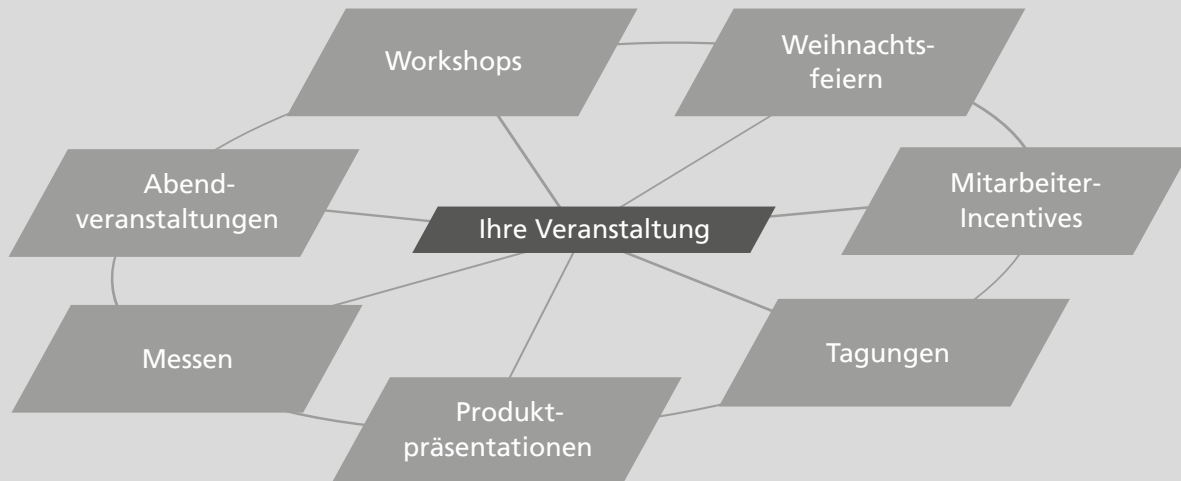 Workshops
Weihnachts-
feiern
Abend-
veranstaltungen
Mitarbeiter-
Incentives
Ihre Veranstaltung
Messen
Tagungen
Produkt-
präsentationen